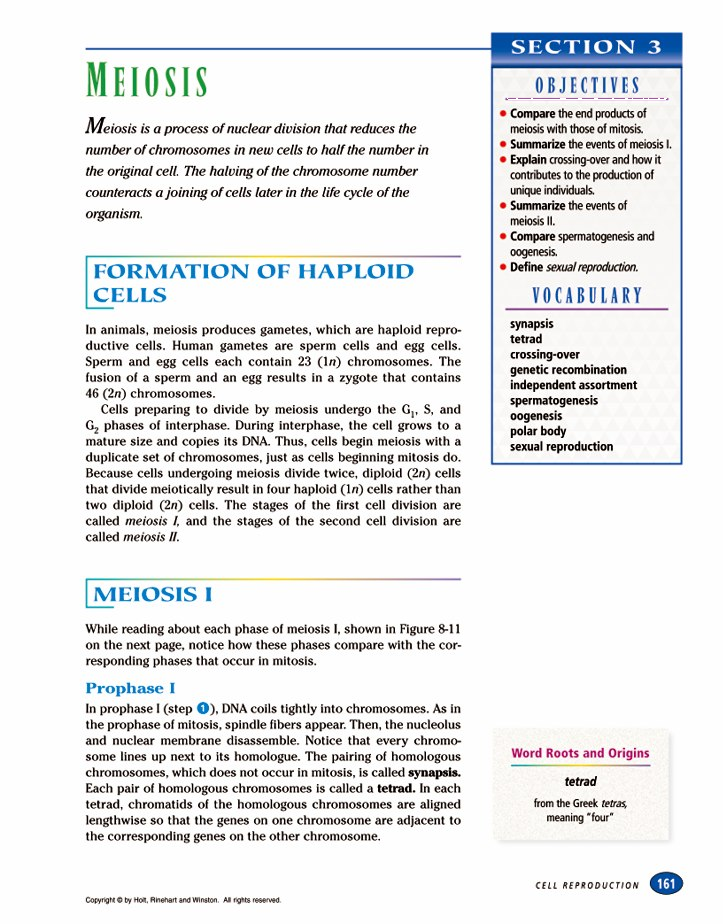 SECTION 3
MEIOSIS
Meiosis is a process of nuclear division that reduces the
number of chromosomes in new cells to half the number in
the original cell. The halving of the chromosome number
counteracts a joining of cells later in the life cycle of the
organism.
OBJECTIVES
● Compare the end products of
meiosis with those of mitosis.
● Summarize the events of meiosis I.
● Explain crossing-over and how it
contributes to the production of
unique individuals.
● Summarize the events of
meiosis II.
● Compare spermatogenesis and
oogenesis.
● Define sexual reproduction.
VOCABULARY
synapsis
tetrad
crossing-over
genetic recombination
independent assortment
spermatogenesis
oogenesis
polar body
sexual reproduction
FORMATION OF HAPLOID
CELLS
In animals, meiosis produces gametes, which are haploid repro-
ductive cells. Human gametes are sperm cells and egg cells.
Sperm and egg cells each contain 23 (1n) chromosomes. The
fusion of a sperm and an egg results in a zygote that contains
46 (2n) chromosomes.
Cells preparing to divide by meiosis undergo the G₁, S, and
G₂ phases of interphase. During interphase, the cell grows to a
mature size and copies its DNA. Thus, cells begin meiosis with a
duplicate set of chromosomes, just as cells beginning mitosis do.
Because cells undergoing meiosis divide twice, diploid (2n) cells
that divide meiotically result in four haploid (1n) cells rather than
two diploid (2n) cells. The stages of the first cell division are
called meiosis I, and the stages of the second cell division are
called meiosis II.
MEIOSIS I
While reading about each phase of meiosis I, shown in Figure 8-11
on the next page, notice how these phases compare with the cor-
responding phases that occur in mitosis.
Prophase I
In prophase I (step ❶), DNA coils tightly into chromosomes. As in
the prophase of mitosis, spindle fibers appear. Then, the nucleolus
and nuclear membrane disassemble. Notice that every chromo-
some lines up next to its homologue. The pairing of homologous
chromosomes, which does not occur in mitosis, is called synapsis.
Each pair of homologous chromosomes is called a tetrad. In each
tetrad, chromatids of the homologous chromosomes are aligned
lengthwise so that the genes on one chromosome are adjacent to
the corresponding genes on the other chromosome.
Word Roots and Origins
tetrad
from the Greek tetras,
meaning "four"
CELL REPRODUCTION 161
Copyright © by Holt, Rinehart and Winston. All rights reserved.